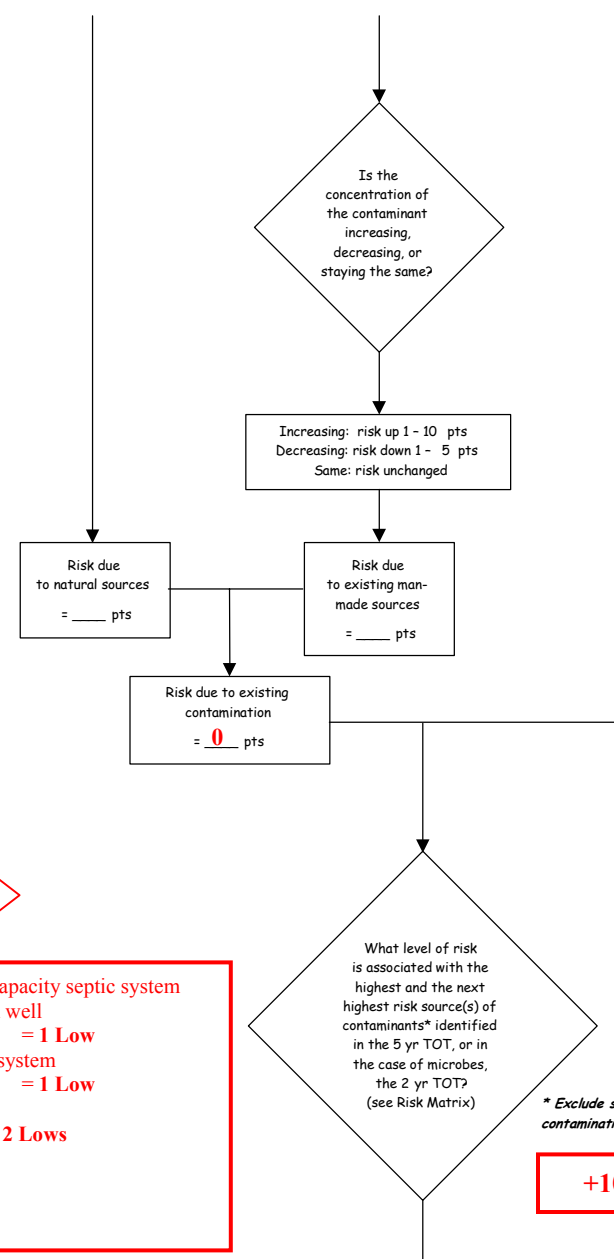 Is the
concentration of
the contaminant
increasing,
decreasing, or
staying the same?
Increasing: risk up 1 – 10 pts
Decreasing: risk down 1 – 5 pts
Same: risk unchanged
Risk due
to natural sources
= ____ pts
Risk due
to existing man-
made sources
= ____ pts
Risk due to existing
contamination
= 0 pts
What level of risk
is associated with the
highest and the next
highest risk source(s) of
contaminants* identified
in the 5 yr TOT, or in
the case of microbes,
the 2 yr TOT?
(see Risk Matrix)
apacity septic system
well
= 1 Low
system
= 1 Low
2 Lows
* Exclude
+10